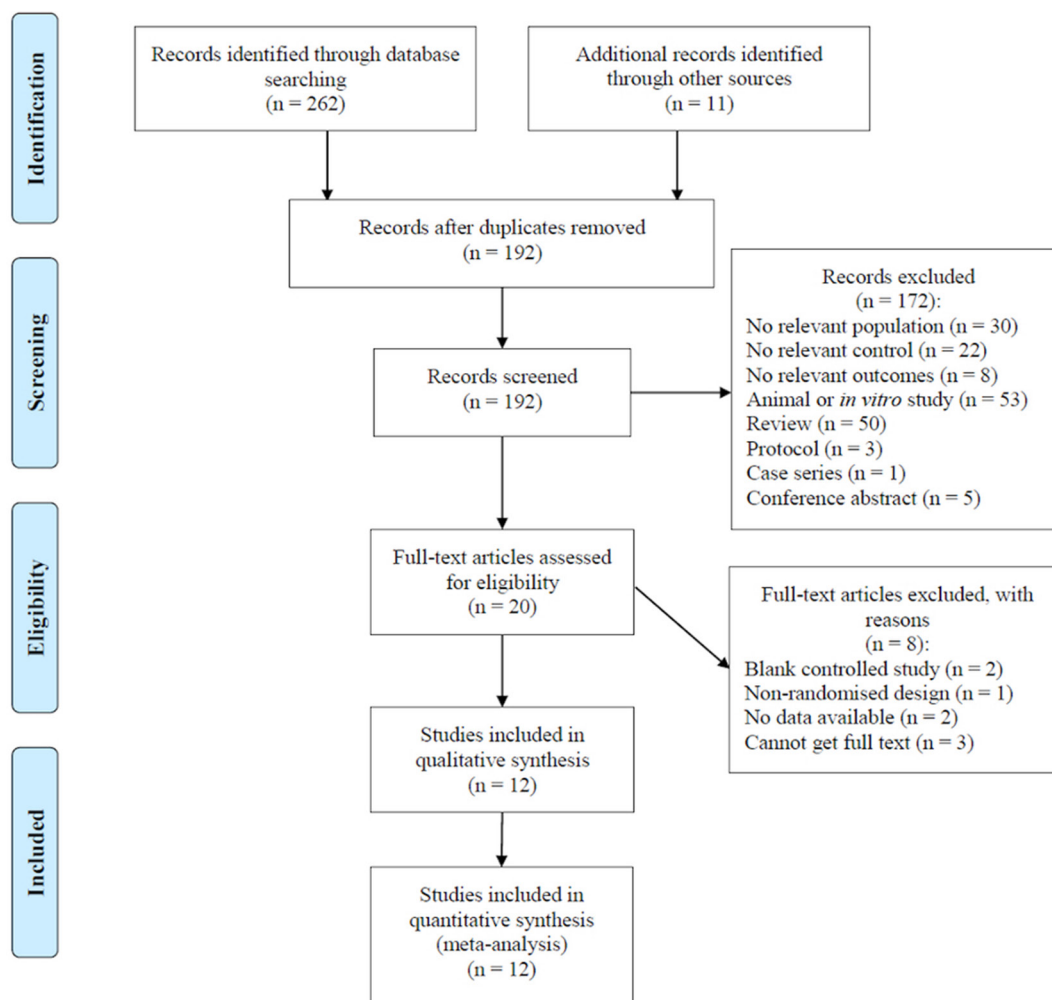 Identification
Records identified through database
searching
(n = 262)
Additional records identified
through other sources
(n = 11)
Records after duplicates removed
(n = 192)
Screening
Records screened
(n = 192)
Records excluded
(n = 172):
No relevant population (n = 30)
No relevant control (n = 22)
No relevant outcomes (n = 8)
Animal or in vitro study (n = 53)
Review (n = 50)
Protocol (n = 3)
Case series (n = 1)
Conference abstract (n = 5)
Eligibility
Full-text articles assessed
for eligibility
(n = 20)
Full-text articles excluded, with
reasons
(n = 8):
Blank controlled study (n = 2)
Non-randomised design (n = 1)
No data available (n = 2)
Cannot get full text (n = 3)
Included
Studies included in
qualitative synthesis
(n = 12)
Studies included in
quantitative synthesis
(meta-analysis)
(n = 12)